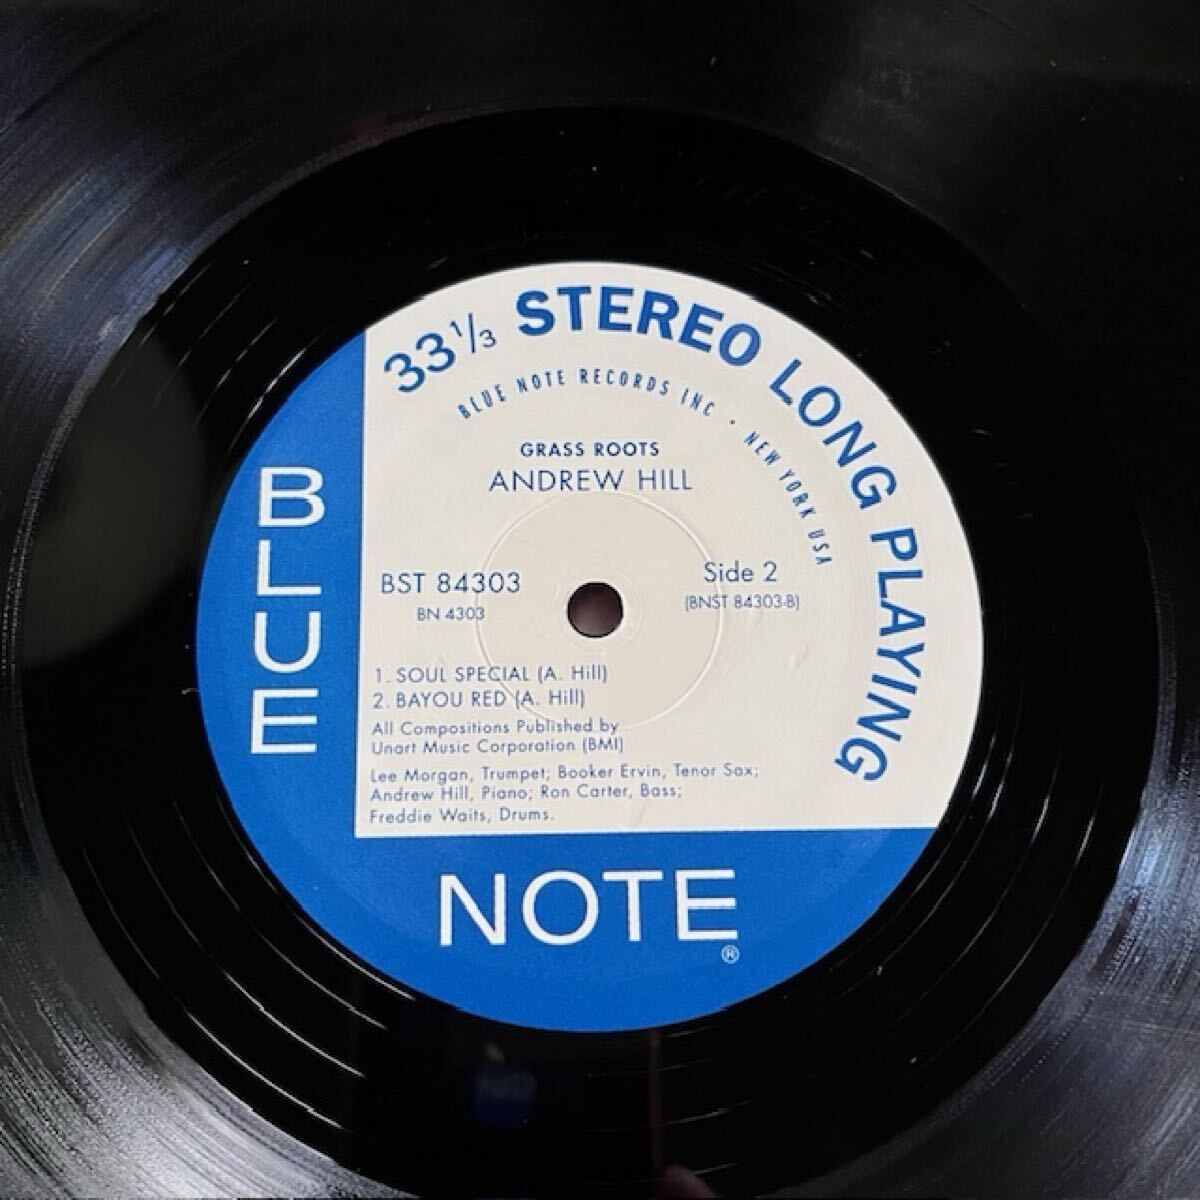 33 1/3 STEREO LONG PLAYING
BLUE NOTE RECORDS INC · NEW YORK USA
GRASS ROOTS
ANDREW HILL
BST 84303
BN 4303
Side 2
(BNST 84303-B)
1. SOUL SPECIAL (A. Hill)
2. BAYOU RED (A. Hill)
All Compositions Published by
Unart Music Corporation (BMI)
Lee Morgan, Trumpet; Booker Ervin, Tenor Sax;
Andrew Hill, Piano; Ron Carter, Bass;
Freddie Waits, Drums.
BLUE
NOTE
®